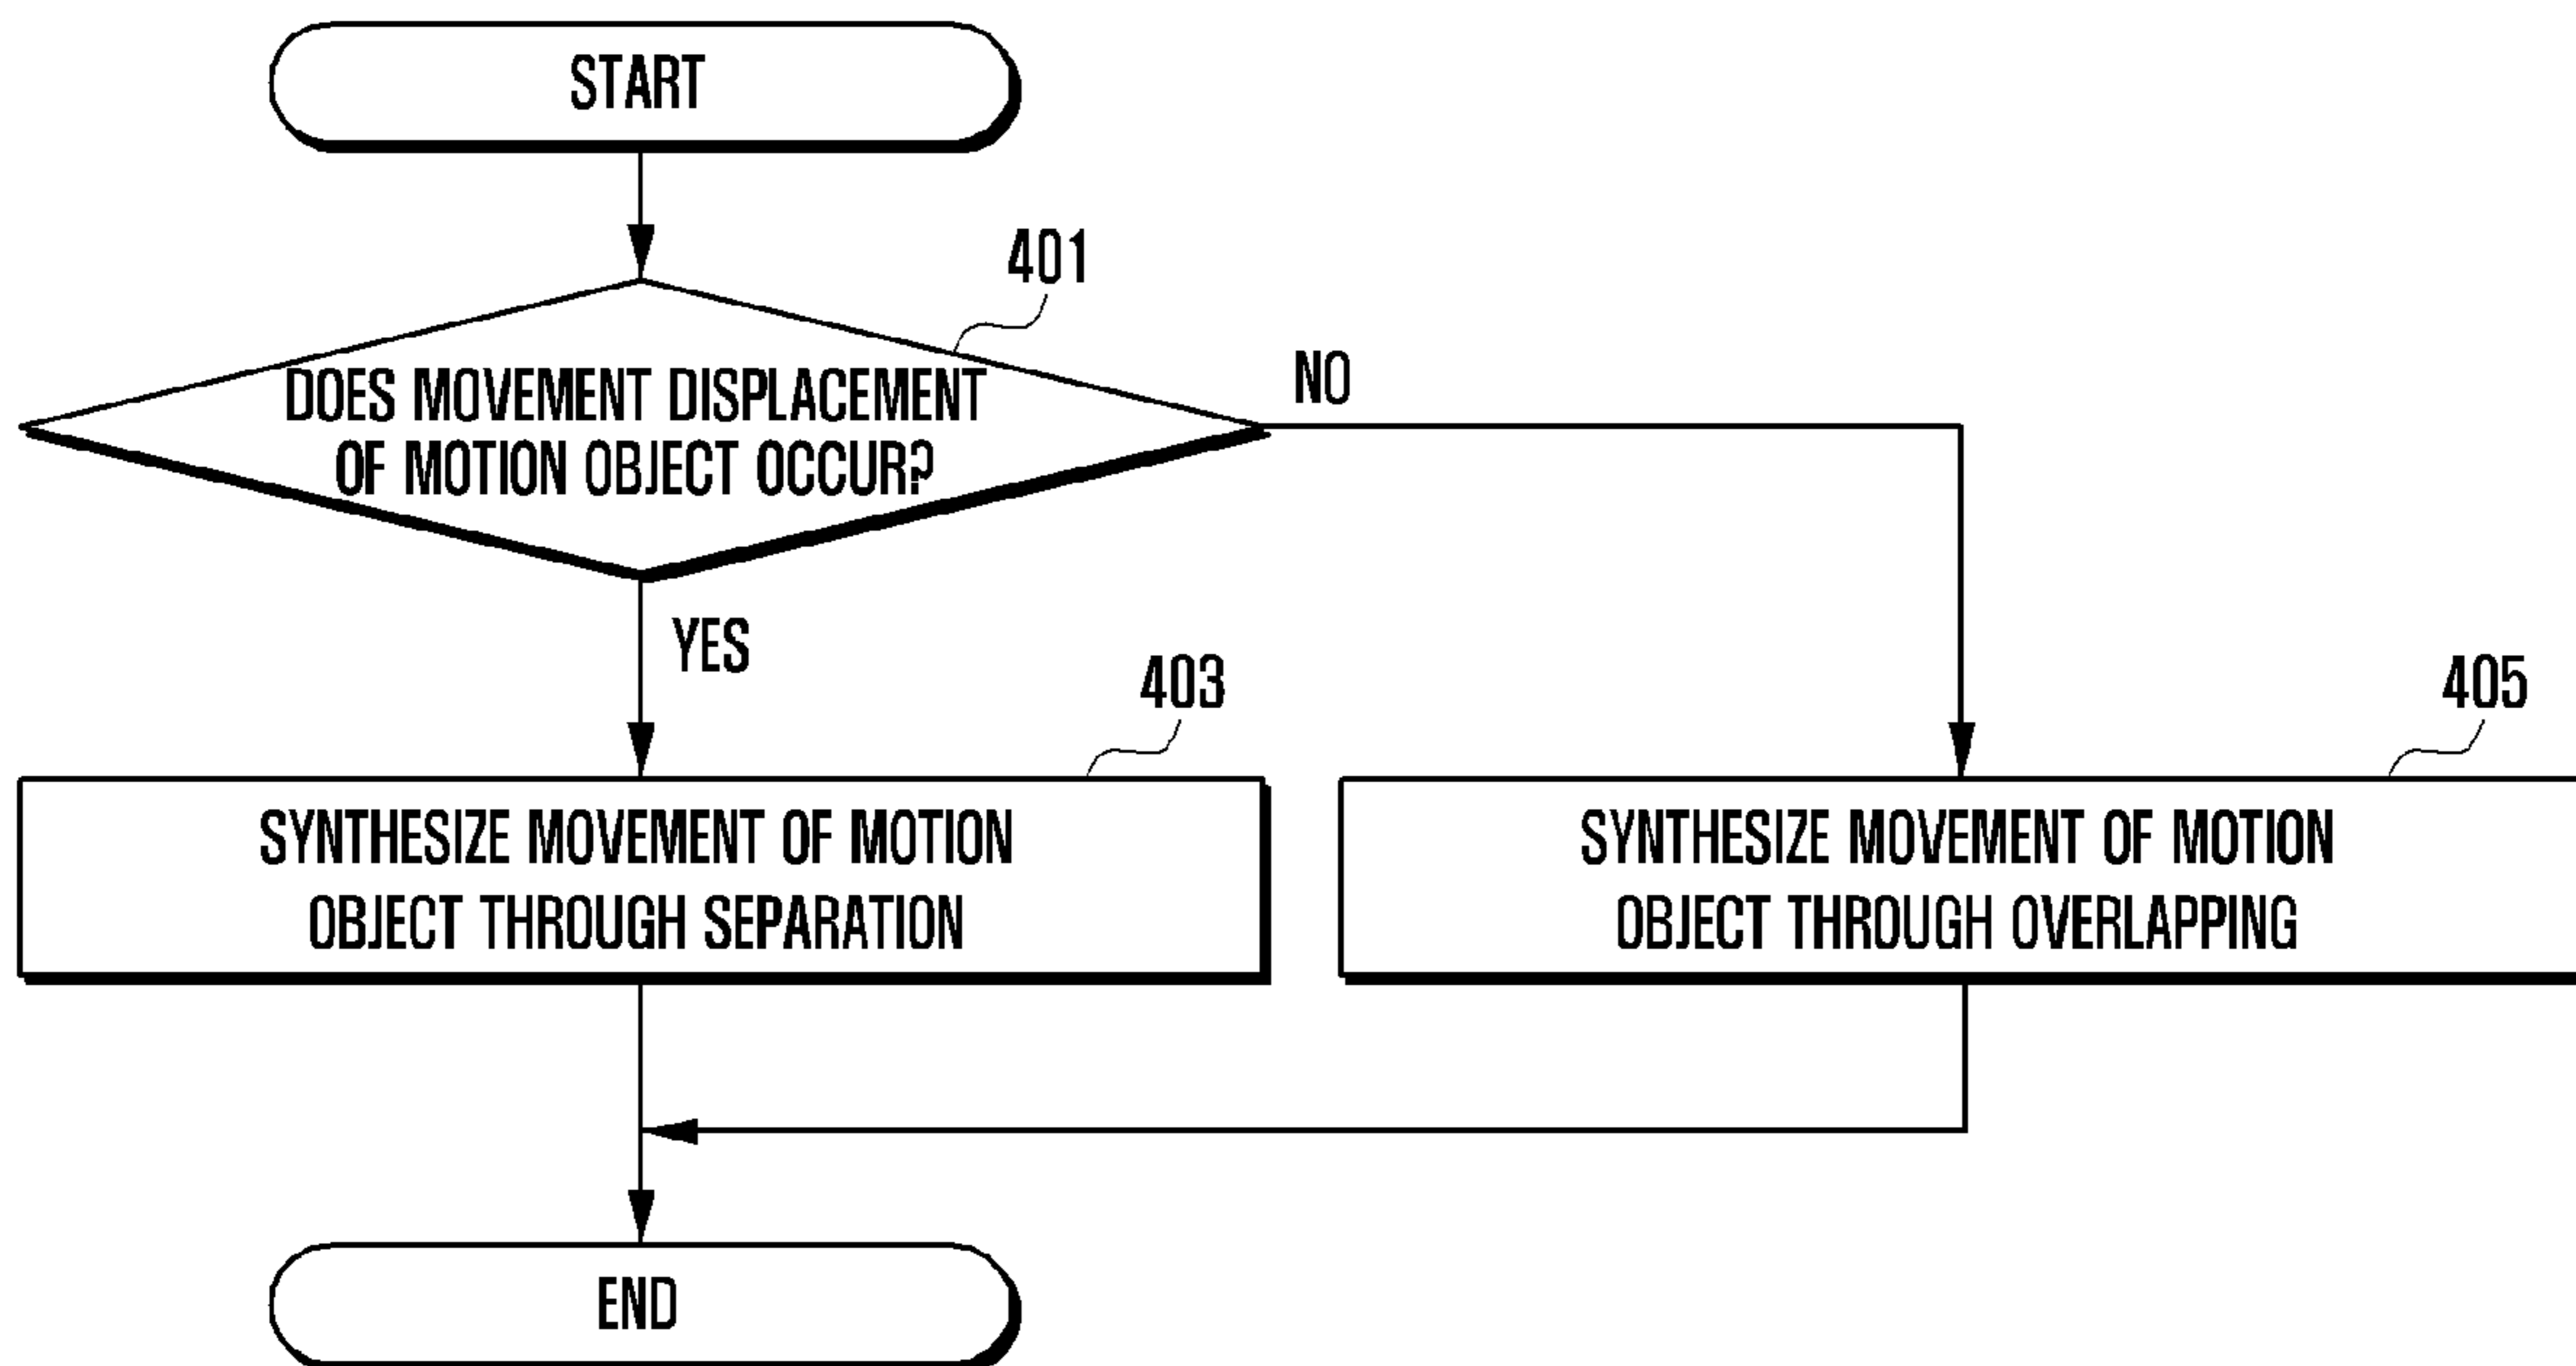 START
401
DOES MOVEMENT DISPLACEMENT
OF MOTION OBJECT OCCUR?
NO
YES
403
SYNTHESIZE MOVEMENT OF MOTION
OBJECT THROUGH SEPARATION
405
SYNTHESIZE MOVEMENT OF MOTION
OBJECT THROUGH OVERLAPPING
END